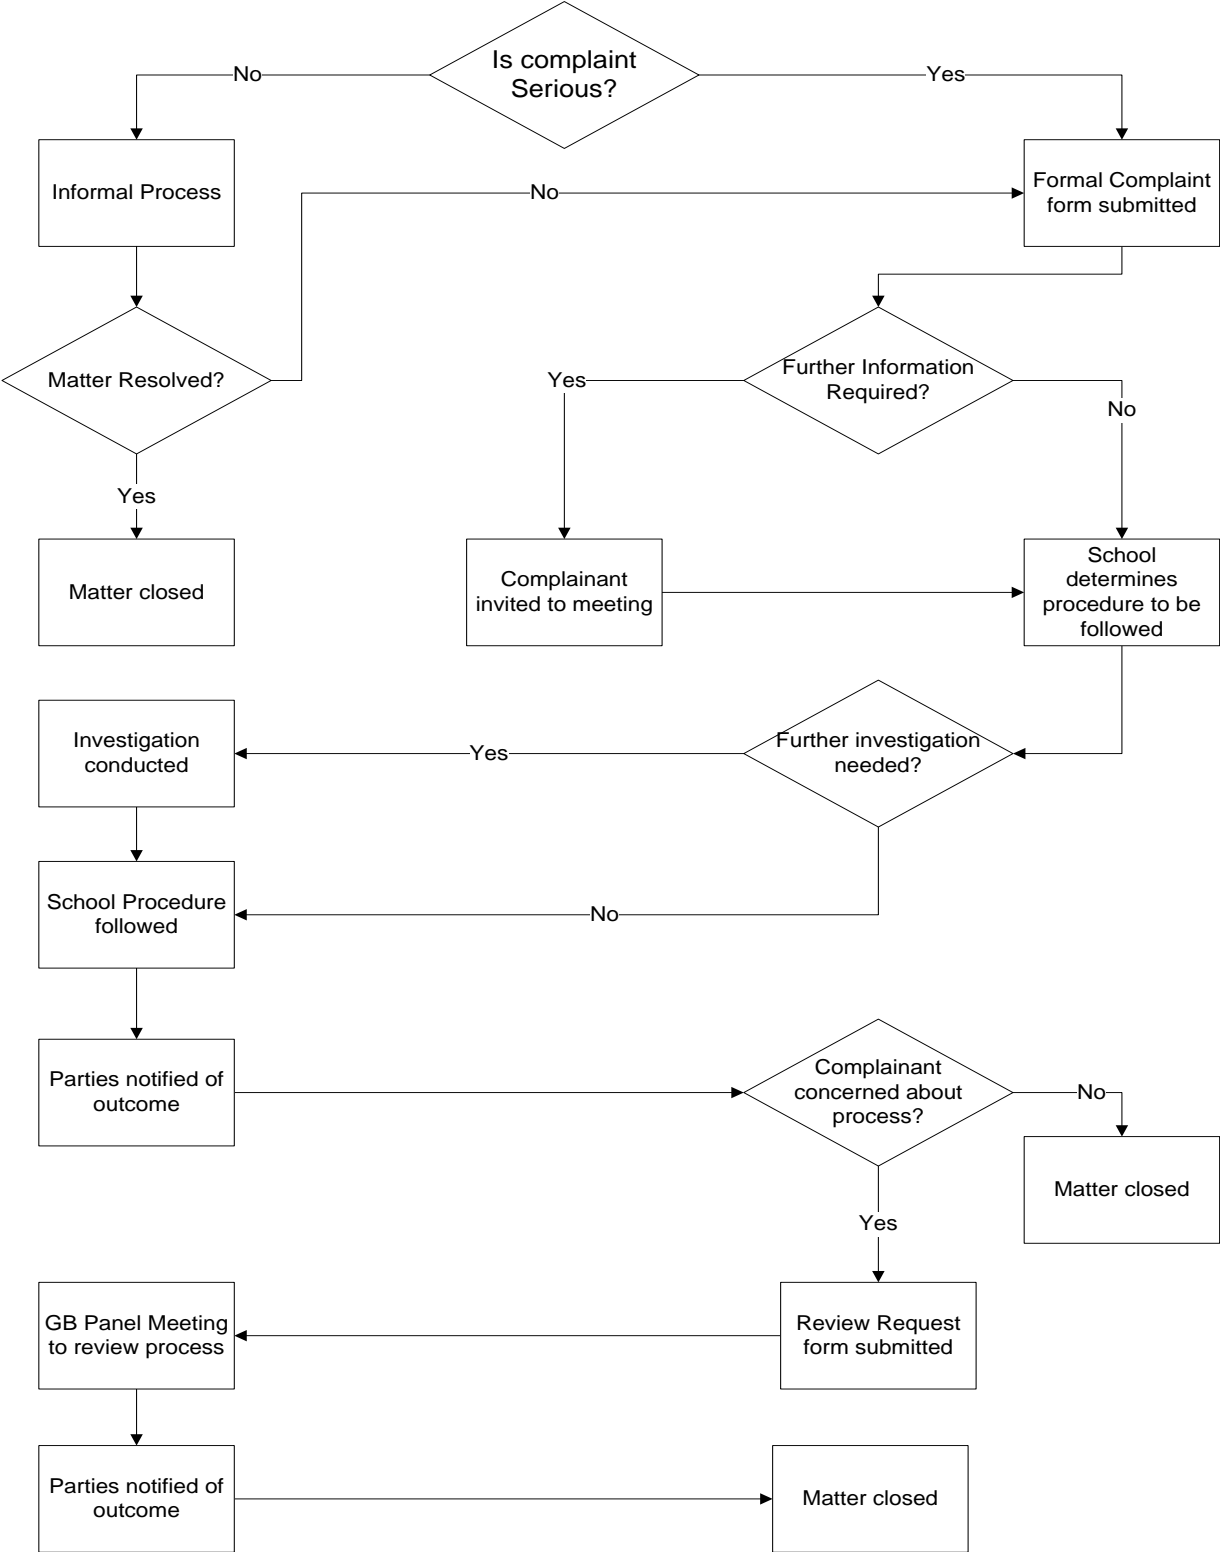 Is complaint
Serious?
No
Yes
Informal Process
No
Formal Complaint
form submitted
Matter Resolved?
Yes
Further Information
Required?
No
Yes
Matter closed
Complainant
invited to meeting
School
determines
procedure to be
followed
Investigation
conducted
Yes
Further investigation
needed?
School Procedure
followed
No
Parties notified of
outcome
Complainant
concerned about
process?
No
Matter closed
Yes
GB Panel Meeting
to review process
Review Request
form submitted
Parties notified of
outcome
Matter closed